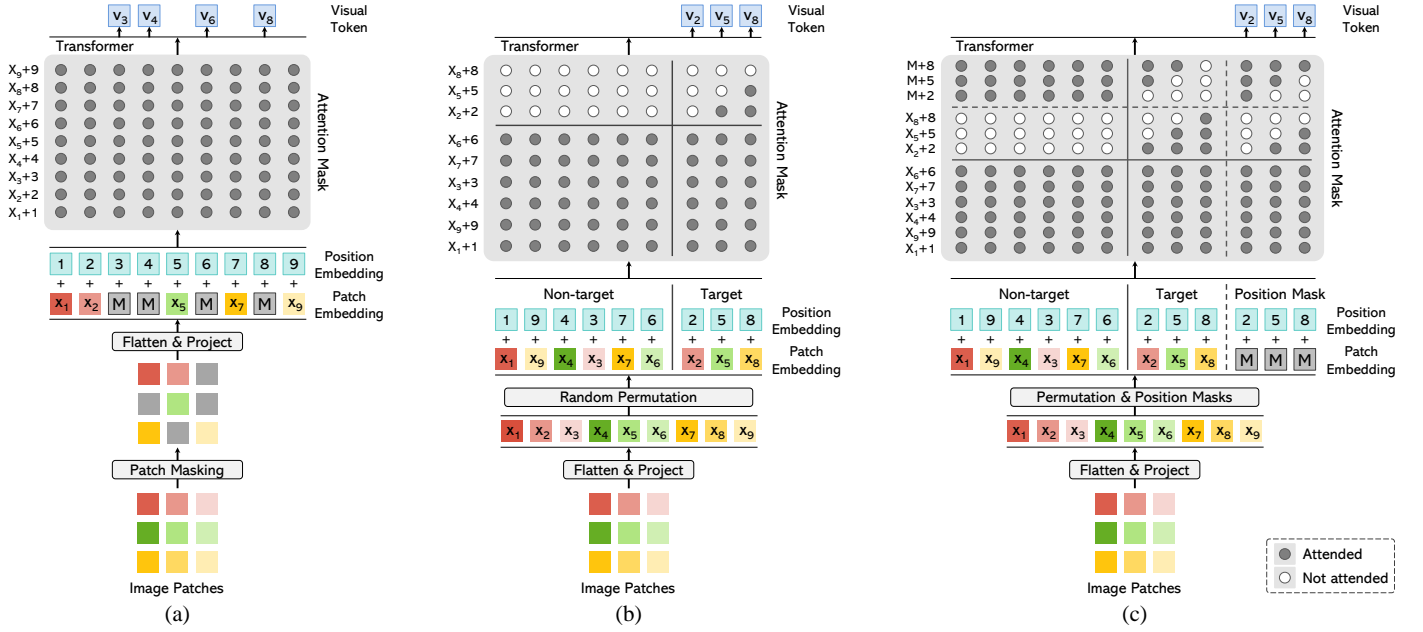 v₃ v₄ v₆ v₈ Visual Token
Transformer
X₉+9
X₈+8
X₇+7
X₆+6
X₅+5
X₄+4
X₃+3
X₂+2
X₁+1
Attention Mask
1 2 3 4 5 6 7 8 9 Position Embedding
+ + + + + + + + +
x₁ x₂ M M x₅ M x₇ M x₉ Patch Embedding
Flatten & Project
Patch Masking
Image Patches
(a)
v₂ v₅ v₈ Visual Token
Transformer
X₈+8
X₅+5
X₂+2
X₆+6
X₇+7
X₃+3
X₄+4
X₉+9
X₁+1
Attention Mask
Non-target Target
1 9 4 3 7 6 2 5 8 Position Embedding
+ + + + + + + + +
x₁ x₉ x₄ x₃ x₇ x₆ x₂ x₅ x₈ Patch Embedding
Random Permutation
x₁ x₂ x₃ x₄ x₅ x₆ x₇ x₈ x₉
Flatten & Project
Image Patches
(b)
v₂ v₅ v₈ Visual Token
Transformer
M+8
M+5
M+2
X₈+8
X₅+5
X₂+2
X₆+6
X₇+7
X₃+3
X₄+4
X₉+9
X₁+1
Attention Mask
Non-target Target Position Mask
1 9 4 3 7 6 2 5 8 2 5 8 Position Embedding
+ + + + + + + + + + + +
x₁ x₉ x₄ x₃ x₇ x₆ x₂ x₅ x₈ M M M Patch Embedding
Permutation & Position Masks
x₁ x₂ x₃ x₄ x₅ x₆ x₇ x₈ x₉
Flatten & Project
Image Patches
(c)
Attended
Not attended